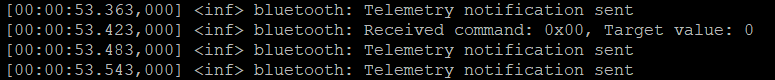 [00:00:53.363,000] <inf> bluetooth: Telemetry notification sent
[00:00:53.423,000] <inf> bluetooth: Received command: 0x00, Target value: 0
[00:00:53.483,000] <inf> bluetooth: Telemetry notification sent
[00:00:53.543,000] <inf> bluetooth: Telemetry notification sent